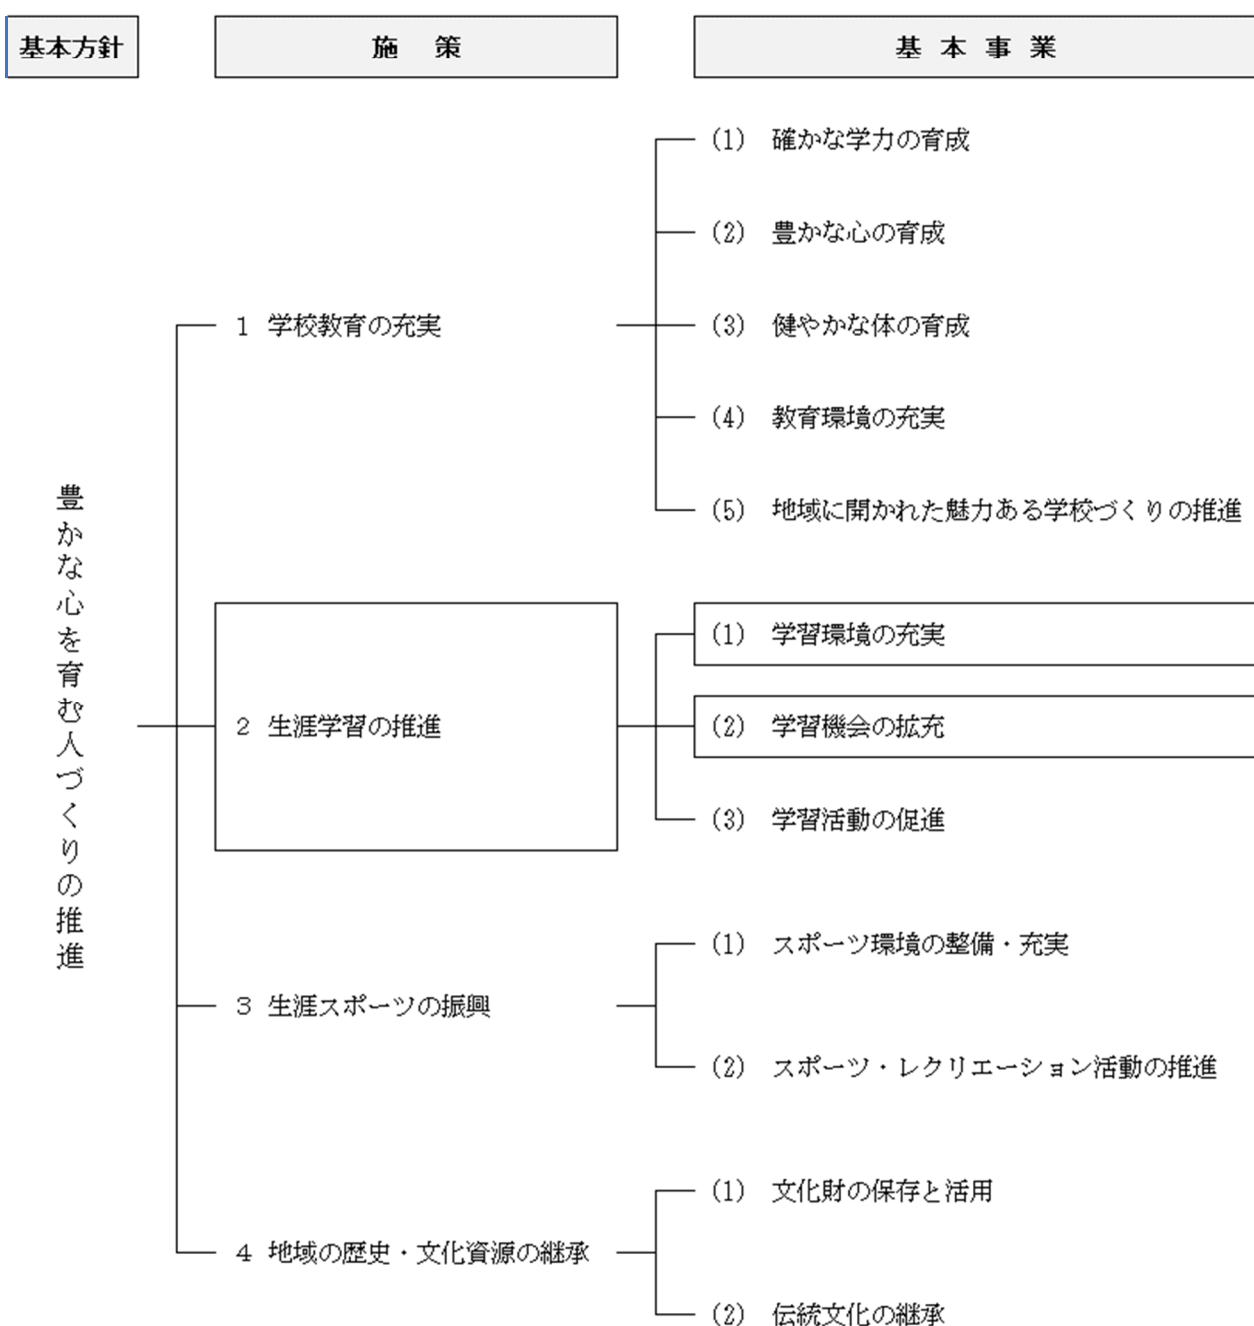 基本方針
施　策
基 本 事 業
豊かな心を育む人づくりの推進
1 学校教育の充実
(1) 確かな学力の育成
(2) 豊かな心の育成
(3) 健やかな体の育成
(4) 教育環境の充実
(5) 地域に開かれた魅力ある学校づくりの推進
2 生涯学習の推進
(1) 学習環境の充実
(2) 学習機会の拡充
(3) 学習活動の促進
3 生涯スポーツの振興
(1) スポーツ環境の整備・充実
(2) スポーツ・レクリエーション活動の推進
4 地域の歴史・文化資源の継承
(1) 文化財の保存と活用
(2) 伝統文化の継承